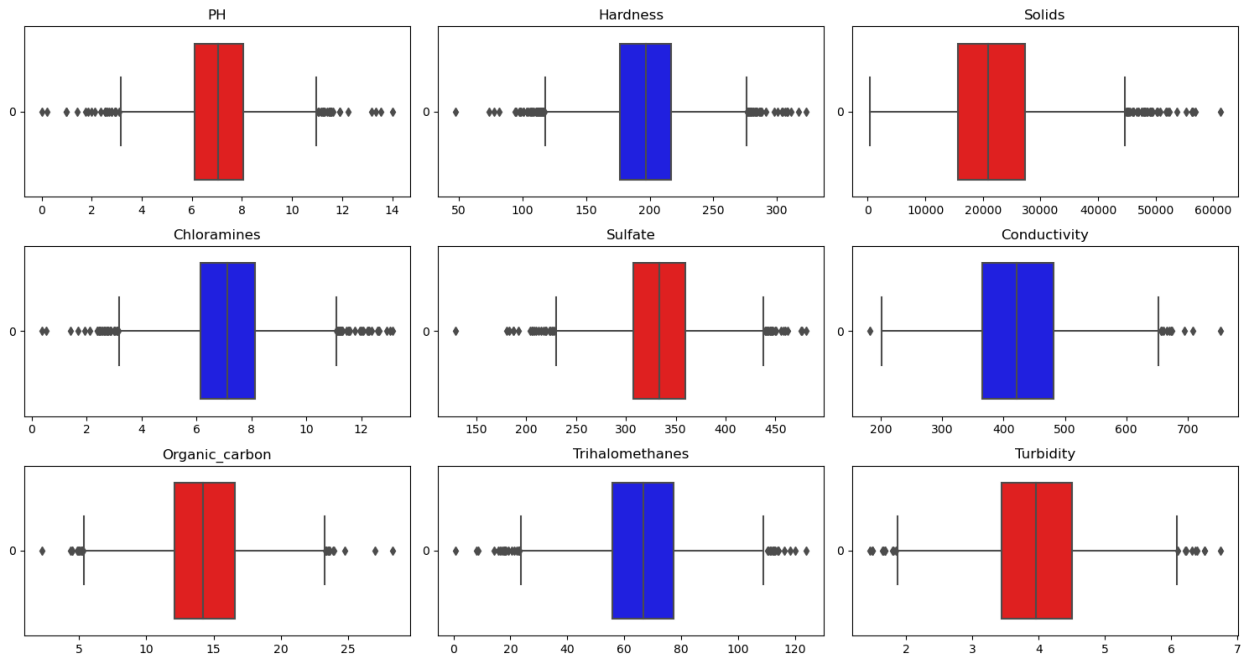 PH
0
0 2 4 6 8 10 12 14
Hardness
0
50 100 150 200 250 300
Solids
0
0 10000 20000 30000 40000 50000 60000
Chloramines
0
0 2 4 6 8 10 12
Sulfate
0
150 200 250 300 350 400 450
Conductivity
0
200 300 400 500 600 700
Organic_carbon
0
5 10 15 20 25
Trihalomethanes
0
0 20 40 60 80 100 120
Turbidity
0
2 3 4 5 6 7